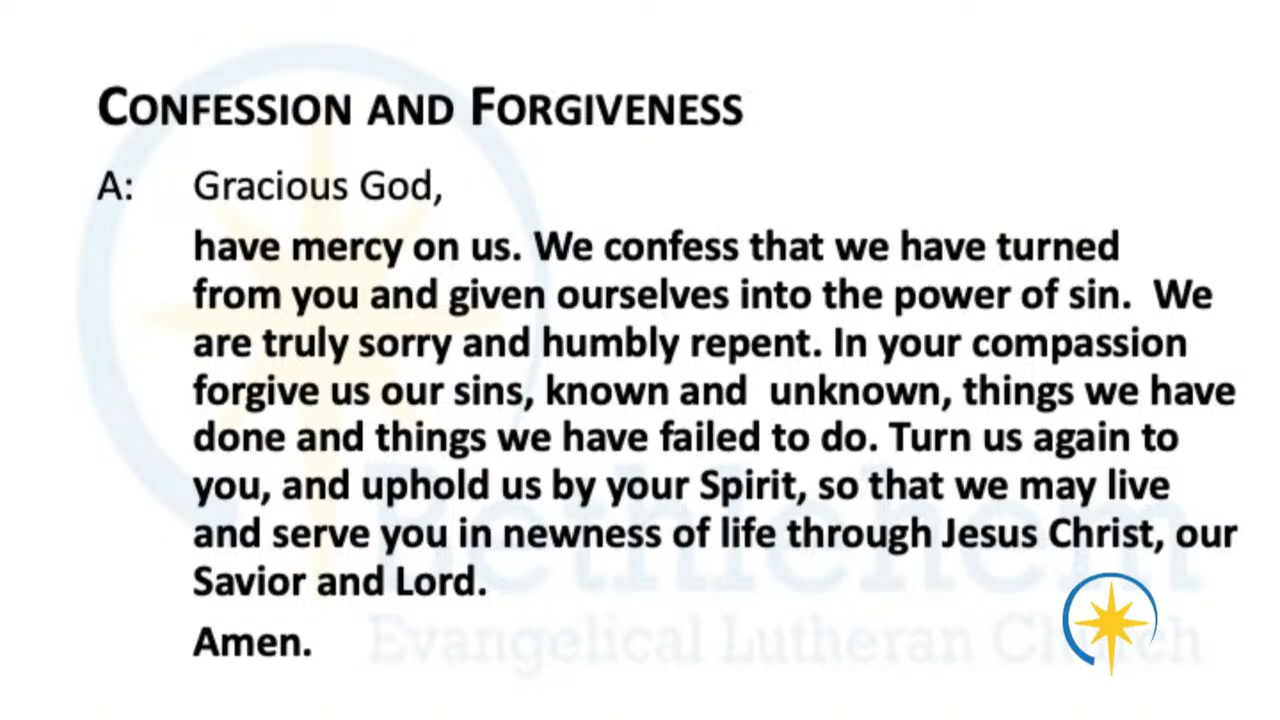 CONFESSION AND FORGIVENESS
A: Gracious God,
have mercy on us. We confess that we have turned
from you and given ourselves into the power of sin.  We
are truly sorry and humbly repent. In your compassion
forgive us our sins, known and  unknown, things we have
done and things we have failed to do. Turn us again to
you, and uphold us by your Spirit, so that we may live
and serve you in newness of life through Jesus Christ, our
Savior and Lord.
Amen.
Bethlehem
Evangelical Lutheran Church